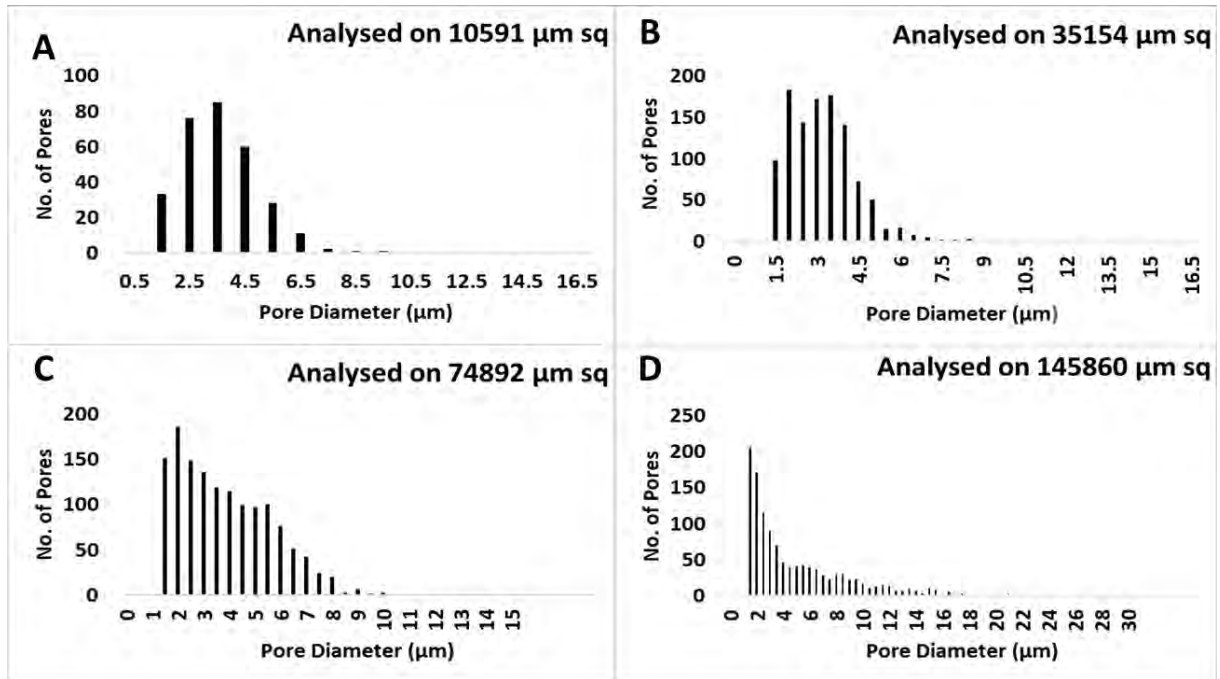 A
Analysed on 10591 µm sq
No. of Pores
100
80
60
40
20
0
0.5 2.5 4.5 6.5 8.5 10.5 12.5 14.5 16.5
Pore Diameter (µm)
B
Analysed on 35154 µm sq
No. of Pores
200
150
100
50
0
0 1.5 3 4.5 6 7.5 9 10.5 12 13.5 15 16.5
Pore Diameter (µm)
C
Analysed on 74892 µm sq
No. of Pores
200
150
100
50
0
0 1 2 3 4 5 6 7 8 9 10 11 12 13 14 15
Pore Diameter (µm)
D
Analysed on 145860 µm sq
No. of Pores
250
200
150
100
50
0
0 2 4 6 8 10 12 14 16 18 20 22 24 26 28 30
Pore Diameter (µm)